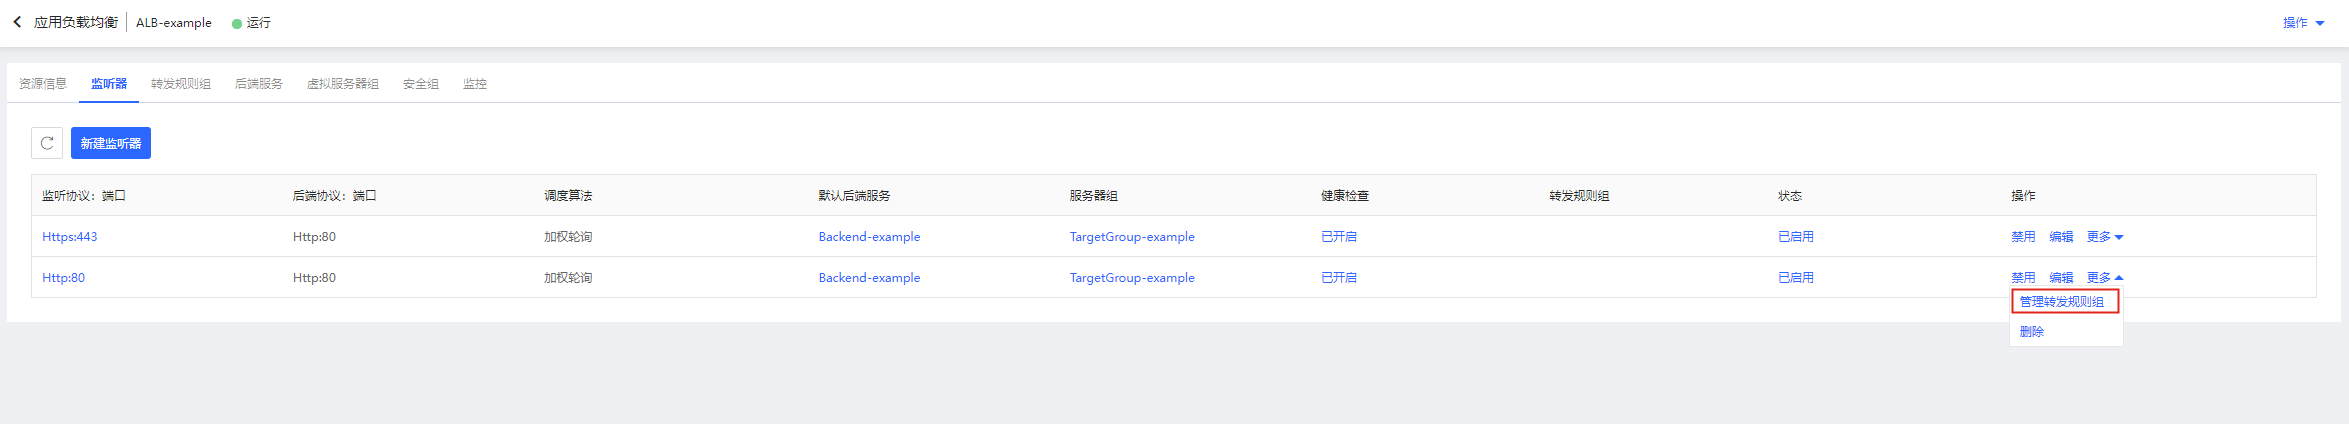 应用负载均衡 ALB-example 运行 操作
资源信息 监听器 转发规则组 后端服务 虚拟服务器组 安全组 监控
新建监听器
监听协议：端口 后端协议：端口 调度算法 默认后端服务 服务器组 健康检查 转发规则组 状态 操作
Https:443 Http:80 加权轮询 Backend-example TargetGroup-example 已开启 已启用 禁用 编辑 更多
Http:80 Http:80 加权轮询 Backend-example TargetGroup-example 已开启 已启用 禁用 编辑 更多
管理转发规则组
删除